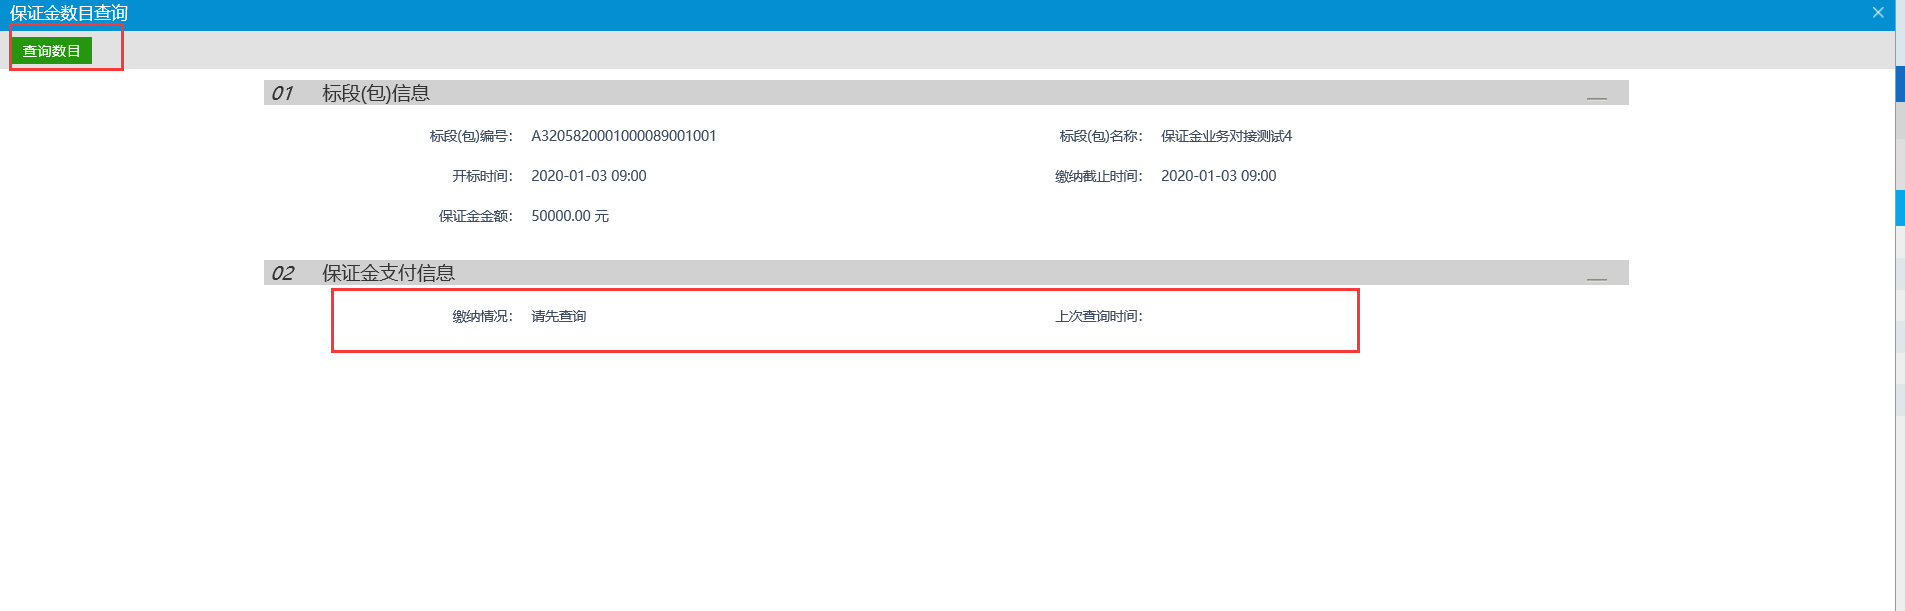 保证金数目查询
查询数目
01 标段(包)信息
标段(包)编号： A3205820001000089001001 标段(包)名称： 保证金业务对接测试4
开标时间： 2020-01-03 09:00 缴纳截止时间： 2020-01-03 09:00
保证金金额： 50000.00 元
02 保证金支付信息
缴纳情况： 请先查询 上次查询时间：